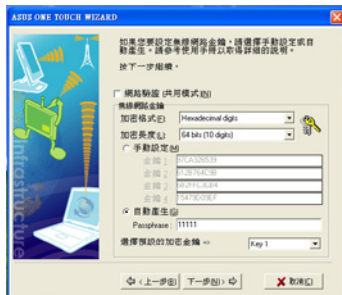 ASUS ONE TOUCH WIZARD
如果您要設定無線網路金鑰，請選擇手動設定或自
動產生。請參考使用手冊以取得詳細的說明。
按下一步繼續。
網路驗證 (共用模式)(N)
無線網路金鑰
加密格式(F): Hexadecimal digits
加密長度(L): 64 bits (10 digits)
手動設定(M)
金鑰 1
金鑰 2 6128764C9B
金鑰 3
金鑰 4
自動產生(G)
Passphrase : 11111
選擇預設的加密金鑰 => Key 1
< 上一步(B) 下一步(N) > 取消(C)
Infrastructure